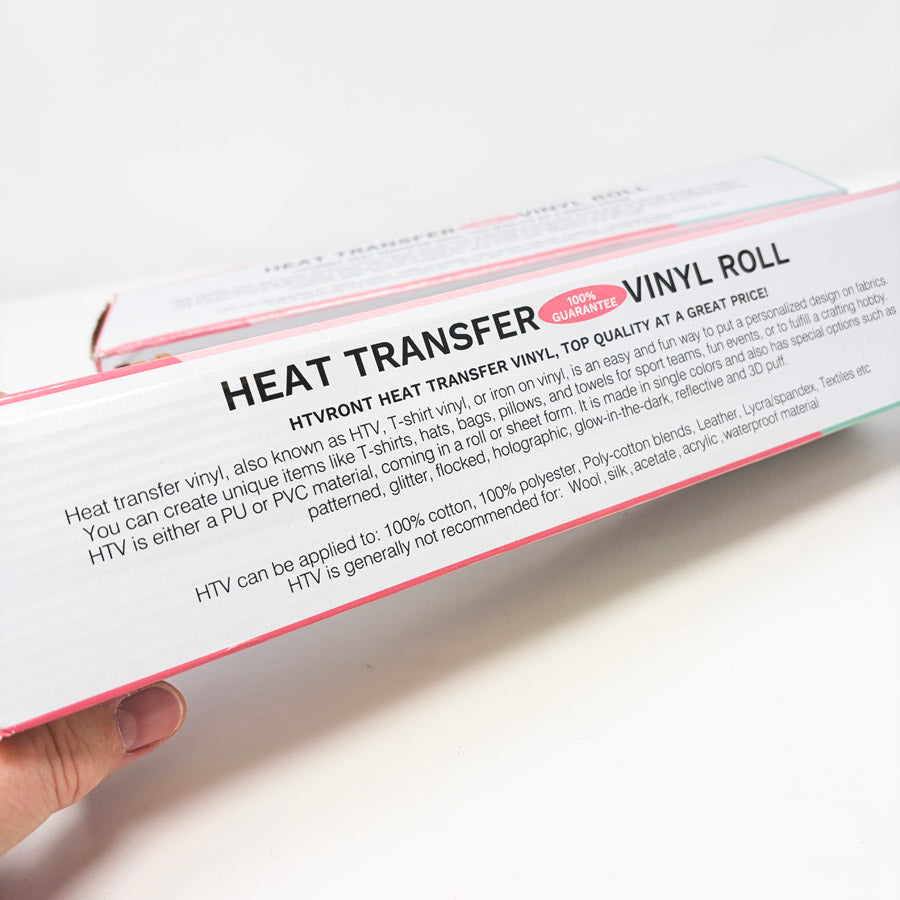 HEAT TRANSFER VINYL ROLL
HEAT TRANSFER 100% GUARANTEE VINYL ROLL
HTVRONT HEAT TRANSFER VINYL, TOP QUALITY AT A GREAT PRICE!
Heat transfer vinyl, also known as HTV, T-shirt vinyl, or iron on vinyl, is an easy and fun way to put a personalized design on fabrics.
You can create unique items like T-shirts, hats, bags, pillows, and towels for sport teams, fun events, or to fulfill a crafting hobby.
HTV is either a PU or PVC material, coming in a roll or sheet form. It is made in single colors and also has special options such as
patterned, glitter, flocked, holographic, glow-in-the-dark, reflective and 3D puff.
HTV can be applied to: 100% cotton, 100% polyester, Poly-cotton blends, Leather, Lycra/spandex, Textiles etc
HTV is generally not recommended for: Wool , silk , acetate , acrylic , waterproof material